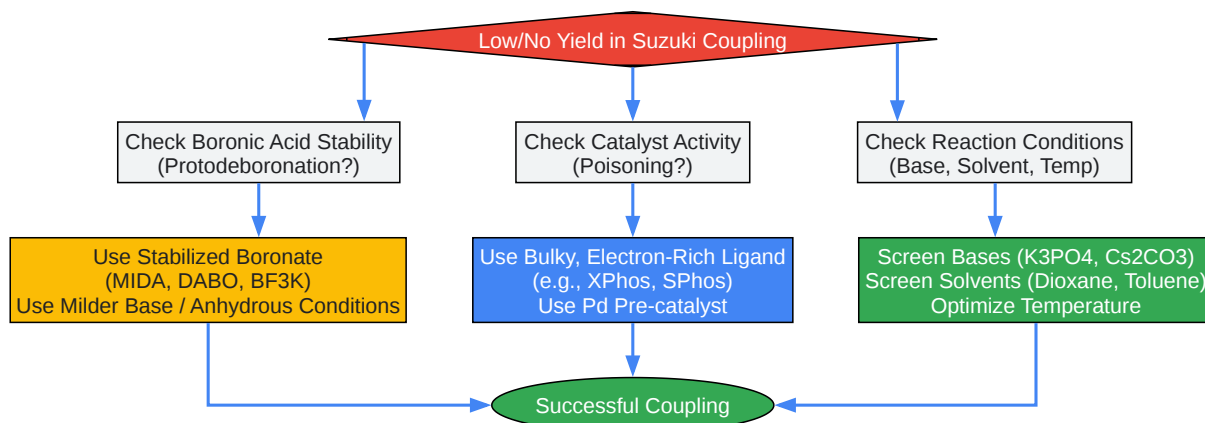 Low/No Yield in Suzuki Coupling
Check Boronic Acid Stability
(Protodeboronation?)
Check Catalyst Activity
(Poisoning?)
Check Reaction Conditions
(Base, Solvent, Temp)
Use Stabilized Boronate
(MIDA, DABO, BF3K)
Use Milder Base / Anhydrous Conditions
Use Bulky, Electron-Rich Ligand
(e.g., XPhos, SPhos)
Use Pd Pre-catalyst
Screen Bases (K3PO4, Cs2CO3)
Screen Solvents (Dioxane, Toluene)
Optimize Temperature
Successful Coupling